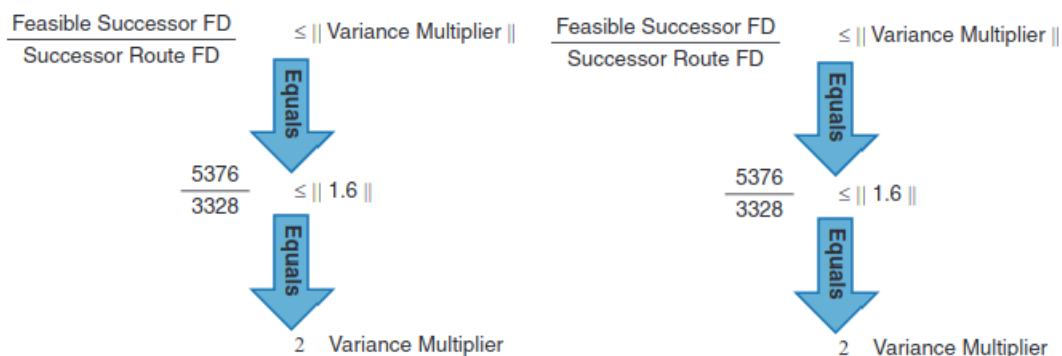 Feasible Successor FD
Successor Route FD
≤ || Variance Multiplier ||
Equals
5376
3328
≤ || 1.6 ||
Equals
2 Variance Multiplier
Feasible Successor FD
Successor Route FD
≤ || Variance Multiplier ||
Equals
5376
3328
≤ || 1.6 ||
Equals
2 Variance Multiplier